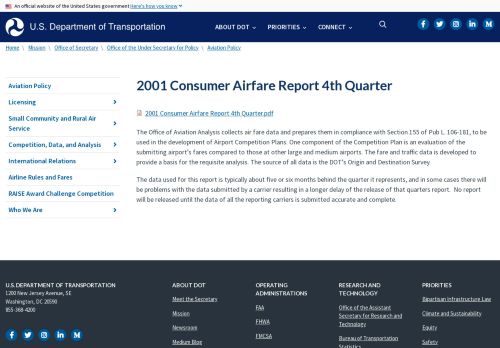 An official website of the United States government Here's how you know
U.S. Department of Transportation
ABOUT DOT
PRIORITIES
CONNECT
Home \ Mission \ Office of Secretary \ Office of the Under Secretary for Policy \ Aviation Policy
Aviation Policy
Licensing
Small Community and Rural Air
Service
Competition, Data, and Analysis
International Relations
Airline Rules and Fares
RAISE Award Challenge Competition
Who We Are
2001 Consumer Airfare Report 4th Quarter
2001 Consumer Airfare Report 4th Quarter.pdf
The Office of Aviation Analysis collects air fare data and prepares them in compliance with Section 155 of Pub L. 106-181, to be
used in the development of Airport Competition Plans. One component of the Competition Plan is an evaluation of the
submitting airport's fares compared to those at other large and medium airports. The fare and traffic data is developed to
provide a basis for the requisite analysis. The source of all data is the DOT's Origin and Destination Survey.
The data used for this report is typically about five or six months behind the quarter it represents, and in some cases there will
be problems with the data submitted by a carrier resulting in a longer delay of the release of that quarters report. No report
will be released until the data of all the reporting carriers is submitted accurate and complete.
U.S. DEPARTMENT OF TRANSPORTATION
1200 New Jersey Avenue, SE
Washington, DC 20590
855-368-4200
ABOUT DOT
Meet the Secretary
Mission
Newsroom
Medium Blog
OPERATING
ADMINISTRATIONS
FAA
FHWA
FMCSA
RESEARCH AND
TECHNOLOGY
Office of the Assistant
Secretary for Research and
Technology
Bureau of Transportation
Statistics
PRIORITIES
Bipartisan Infrastructure Law
Climate and Sustainability
Equity
Safety